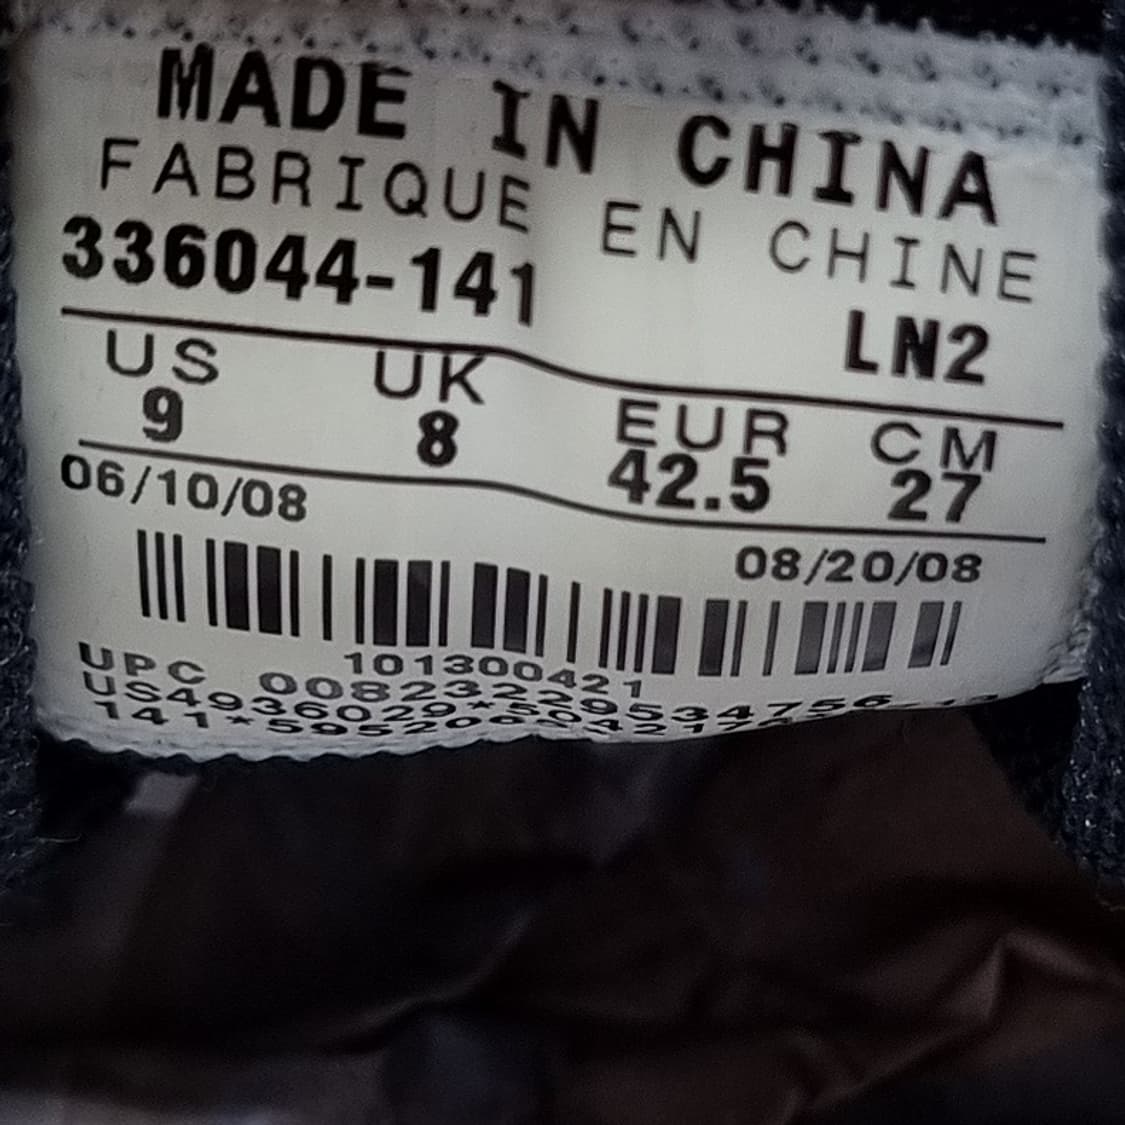 MADE IN CHINA
FABRIQUE EN CHINE
336044-141 LN2
US UK EUR CM
9 8 42.5 27
06/10/08 08/20/08
101300421
UPC 00823229534756